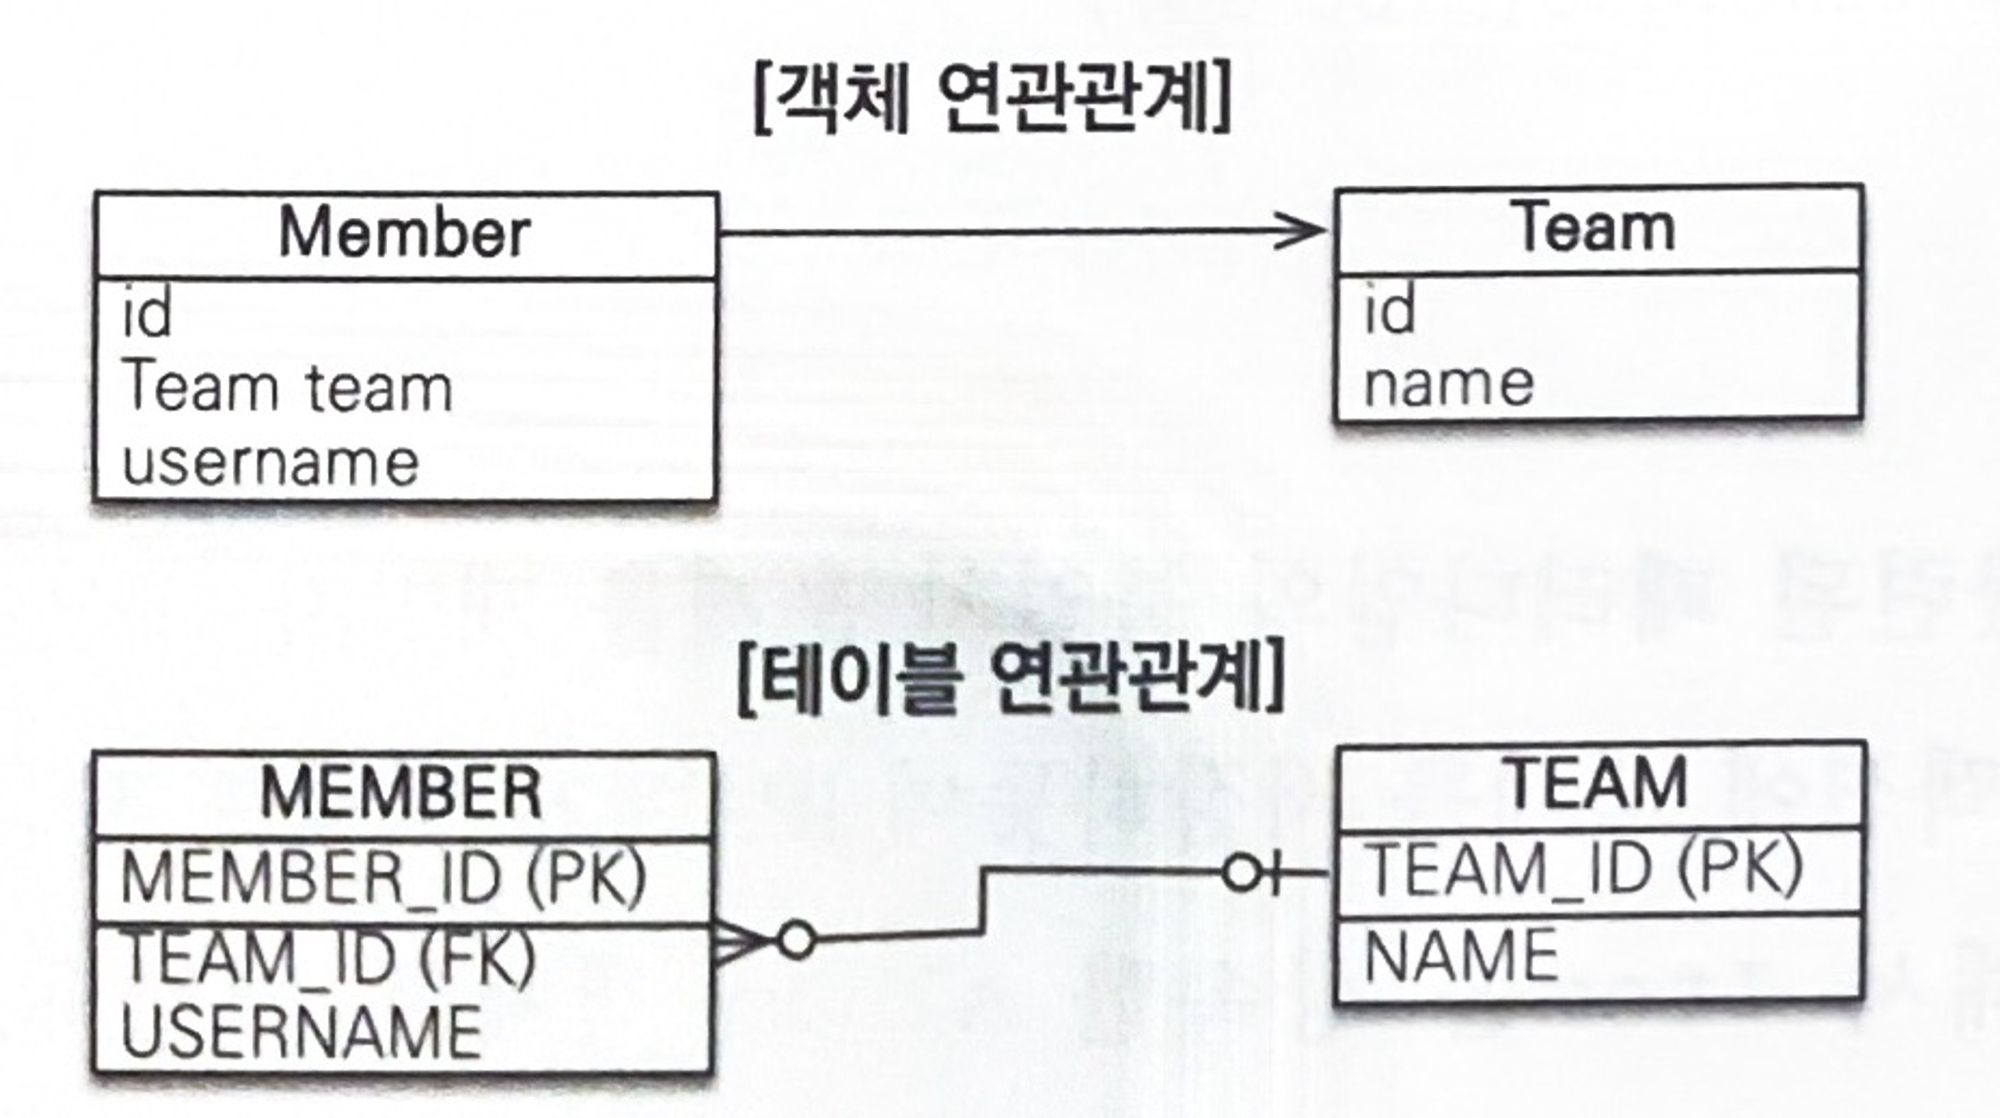 [객체 연관관계]
Member
id
Team team
username
Team
id
name
[테이블 연관관계]
MEMBER
MEMBER_ID (PK)
TEAM_ID (FK)
USERNAME
TEAM
TEAM_ID (PK)
NAME